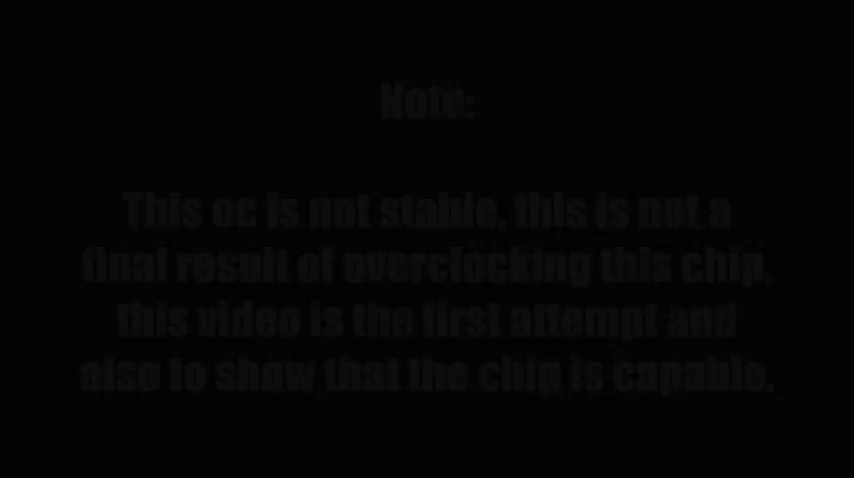 Note:
This oc is not stable, this is not a
final result of overclocking this chip,
this video is the first attempt and
also to show that the chip is capable.